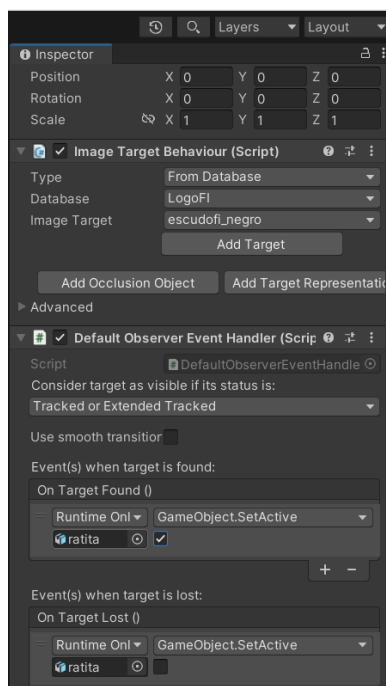 Layers Layout
Inspector
Position X 0 Y 0 Z 0
Rotation X 0 Y 0 Z 0
Scale X 1 Y 1 Z 1
Image Target Behaviour (Script)
Type From Database
Database LogoFI
Image Target escudofi_negro
Add Target
Add Occlusion Object Add Target Representatio
Advanced
# Default Observer Event Handler (Scrip
Script # DefaultObserverEventHandle
Consider target as visible if its status is:
Tracked or Extended Tracked
Use smooth transition
Event(s) when target is found:
On Target Found ()
Runtime Onl GameObject.SetActive
ratita
+ −
Event(s) when target is lost:
On Target Lost ()
Runtime Onl GameObject.SetActive
ratita